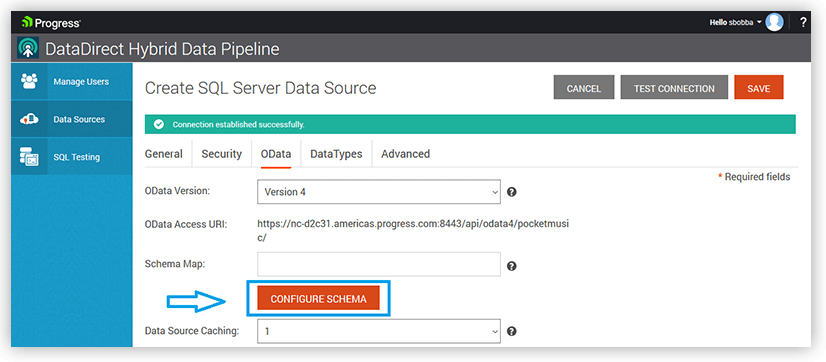 Progress
Hello sbobba
?
DataDirect Hybrid Data Pipeline
Manage Users
Data Sources
SQL Testing
Create SQL Server Data Source
CANCEL
TEST CONNECTION
SAVE
Connection established successfully.
General
Security
OData
DataTypes
Advanced
* Required fields
OData Version:
Version 4
?
OData Access URI:
https://nc-d2c31.americas.progress.com:8443/api/odata4/pocketmusi
c/
Schema Map:
?
CONFIGURE SCHEMA
Data Source Caching:
1
?